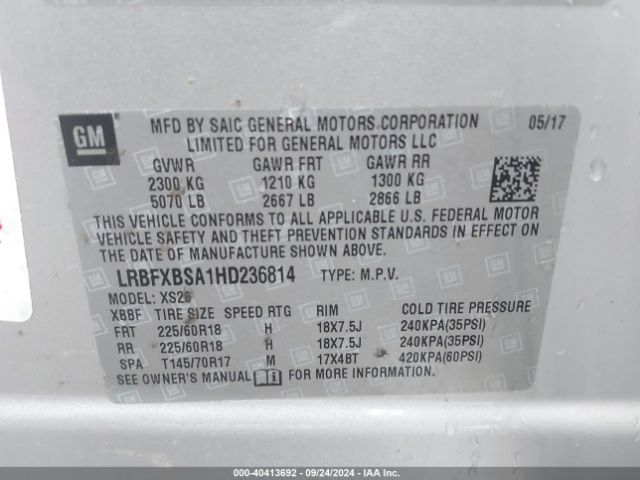 GM
MFD BY SAIC GENERAL MOTORS CORPORATION 05/17
LIMITED FOR GENERAL MOTORS LLC
GVWR GAWR FRT GAWR RR
2300 KG 1210 KG 1300 KG
5070 LB 2667 LB 2866 LB
THIS VEHICLE CONFORMS TO ALL APPLICABLE U.S. FEDERAL MOTOR
VEHICLE SAFETY AND THEFT PREVENTION STANDARDS IN EFFECT ON
THE DATE OF MANUFACTURE SHOWN ABOVE.
LRBFXBSA1HD236814 TYPE: M.P.V.
MODEL: XS26
XBBF TIRE SIZE SPEED RTG RIM COLD TIRE PRESSURE
FRT 225/60R18 H 18X7.5J 240KPA(35PSI)
RR 225/60R18 H 18X7.5J 240KPA(35PSI)
SPA T145/70R17 M 17X4BT 420KPA(60PSI)
SEE OWNER'S MANUAL FOR MORE INFORMATION
000-40413692 - 09/24/2024 - IAAI.com